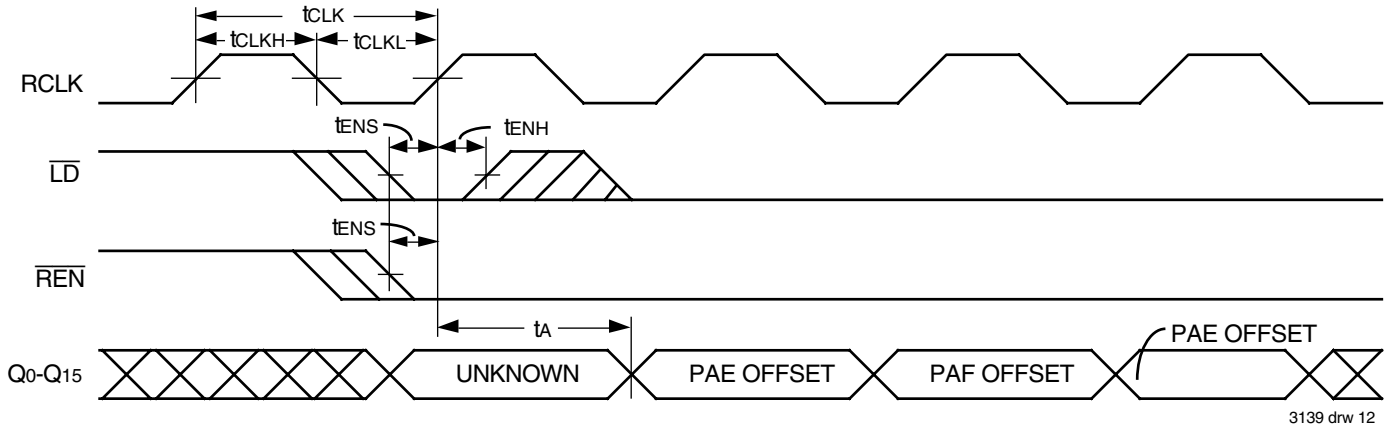 tCLK
tCLKH
tCLKL
RCLK
tENS
tENH
LD
tENS
REN
tA
PAE OFFSET
Q0-Q15
UNKNOWN
PAE OFFSET
PAF OFFSET
3139 drw 12